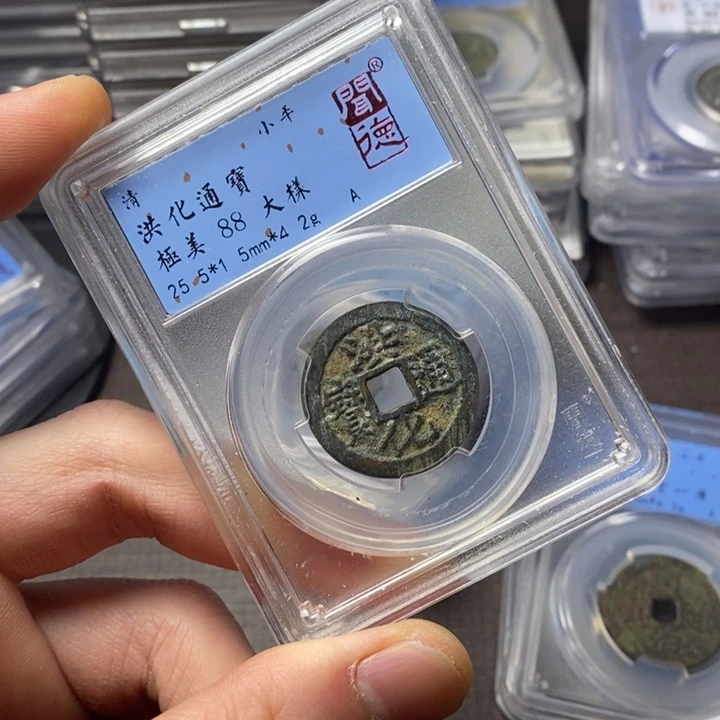 小平
聞德®
清
洪化通寶
極美 88 大樣
25.5*1.5mm*4.2g A
洪化通寶